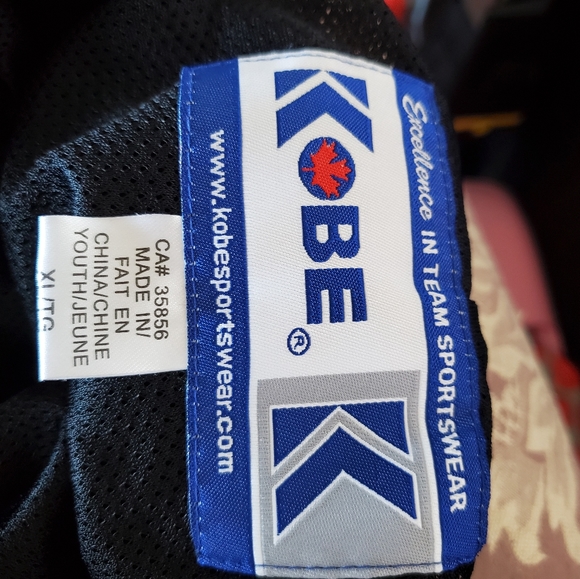 Excellence IN TEAM SPORTSWEAR
KOBE®
K
www.kobesportswear.com
CA# 35856
MADE IN/
FAIT EN
CHINA/CHINE
YOUTH/JEUNE
XL/TG